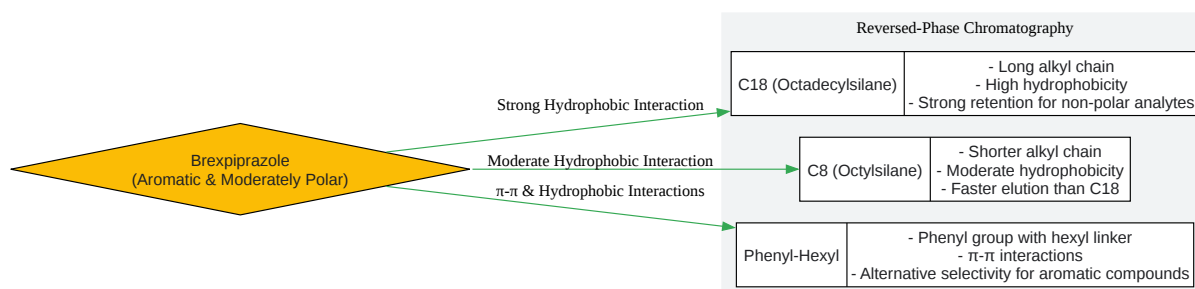 Reversed-Phase Chromatography
C18 (Octadecylsilane)
- Long alkyl chain
- High hydrophobicity
- Strong retention for non-polar analytes
Strong Hydrophobic Interaction
Brexpiprazole
(Aromatic & Moderately Polar)
Moderate Hydrophobic Interaction
C8 (Octylsilane)
- Shorter alkyl chain
- Moderate hydrophobicity
- Faster elution than C18
π-π & Hydrophobic Interactions
Phenyl-Hexyl
- Phenyl group with hexyl linker
- π-π interactions
- Alternative selectivity for aromatic compounds